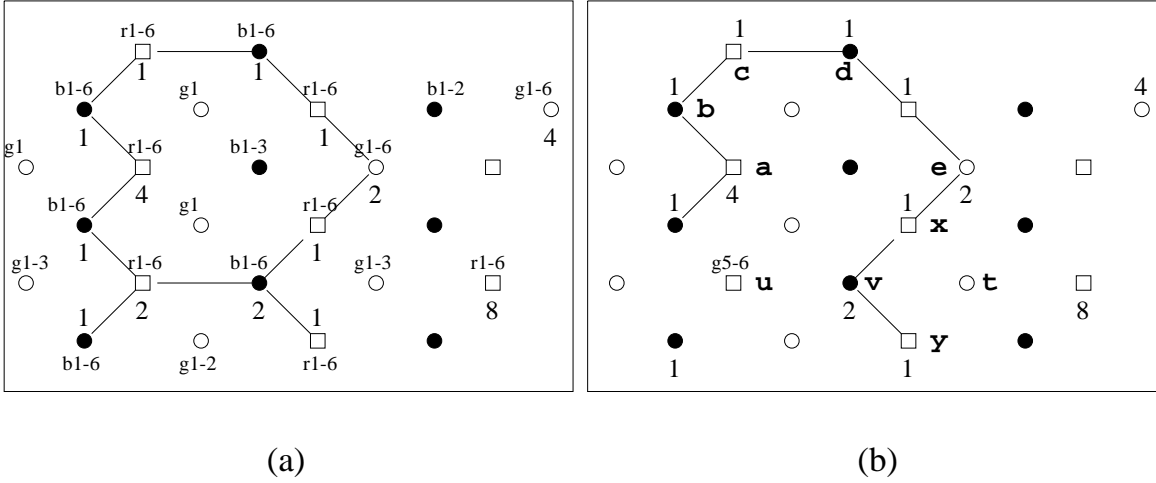 r1-6 b1-6 1 1
1 1 c d
b1-6 g1 r1-6 b1-2 g1-6
1 b 1 4
1 1 4
g1 r1-6 b1-3 g1-6
4 2
a e 2
4
b1-6 g1 r1-6
1 1
1 x
g1-3 r1-6 b1-6 g1-3 r1-6
1 2 2 1 8
g5-6 u v t
2 8
b1-6 g1-2 r1-6
1 1 y
(a) (b)